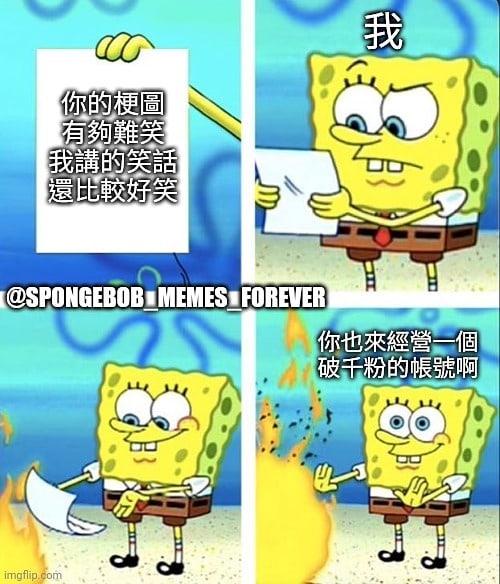 你的梗圖
有夠難笑
我講的笑話
還比較好笑
我
@SPONGEBOB_MEMES_FOREVER
你也來經營一個
破千粉的帳號啊
imgflip.com